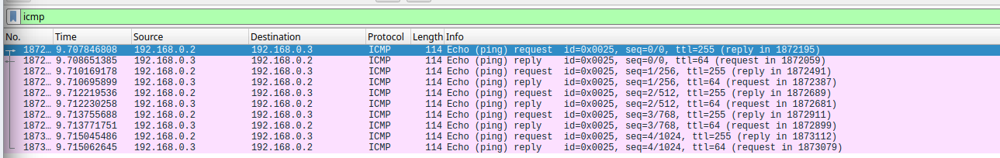 icmp
No. Time Source Destination Protocol Length Info
1872… 9.707846808 192.168.0.2 192.168.0.3 ICMP 114 Echo (ping) request id=0x0025, seq=0/0, ttl=255 (reply in 1872195)
1872… 9.708651385 192.168.0.3 192.168.0.2 ICMP 114 Echo (ping) reply id=0x0025, seq=0/0, ttl=64 (request in 1872059)
1872… 9.710169178 192.168.0.2 192.168.0.3 ICMP 114 Echo (ping) request id=0x0025, seq=1/256, ttl=255 (reply in 1872491)
1872… 9.710695899 192.168.0.3 192.168.0.2 ICMP 114 Echo (ping) reply id=0x0025, seq=1/256, ttl=64 (request in 1872387)
1872… 9.712219536 192.168.0.2 192.168.0.3 ICMP 114 Echo (ping) request id=0x0025, seq=2/512, ttl=255 (reply in 1872689)
1872… 9.712230258 192.168.0.3 192.168.0.2 ICMP 114 Echo (ping) reply id=0x0025, seq=2/512, ttl=64 (request in 1872681)
1872… 9.713755688 192.168.0.2 192.168.0.3 ICMP 114 Echo (ping) request id=0x0025, seq=3/768, ttl=255 (reply in 1872911)
1872… 9.713771751 192.168.0.3 192.168.0.2 ICMP 114 Echo (ping) reply id=0x0025, seq=3/768, ttl=64 (request in 1872899)
1873… 9.715045486 192.168.0.2 192.168.0.3 ICMP 114 Echo (ping) request id=0x0025, seq=4/1024, ttl=255 (reply in 1873112)
1873… 9.715062645 192.168.0.3 192.168.0.2 ICMP 114 Echo (ping) reply id=0x0025, seq=4/1024, ttl=64 (request in 1873079)